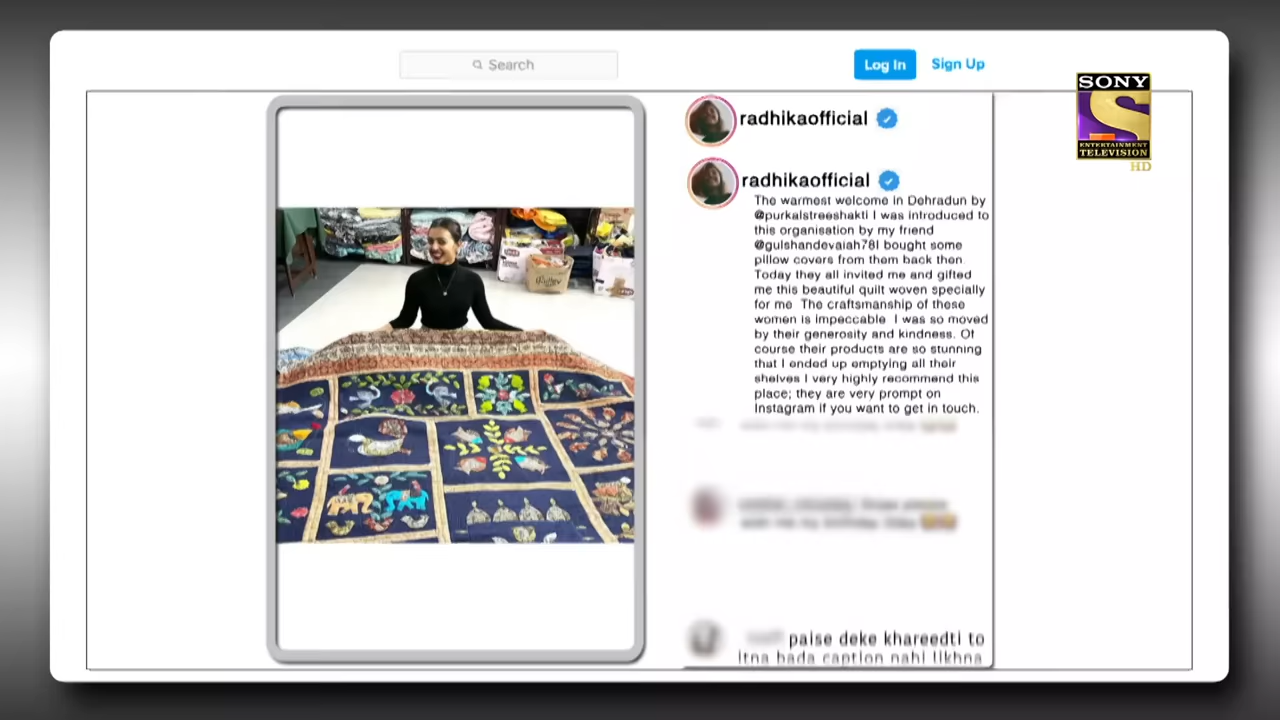 Search
Log In
Sign Up
SONY
ENTERTAINMENT
TELEVISION
HD
radhikaofficial
radhikaofficial
The warmest welcome in Dehradun by
@purkalstreeshakti I was introduced to
this organisation by my friend
@gulshandevaiah78I bought some
pillow covers from them back then
Today they all invited me and gifted
me this beautiful quilt woven specially
for me The craftsmanship of these
women is impeccable I was so moved
by their generosity and kindness. Of
course their products are so stunning
that I ended up emptying all their
shelves I very highly recommend this
place; they are very prompt on
Instagram if you want to get in touch.
paise deke khareedti to
itna bada caption nahi likhna